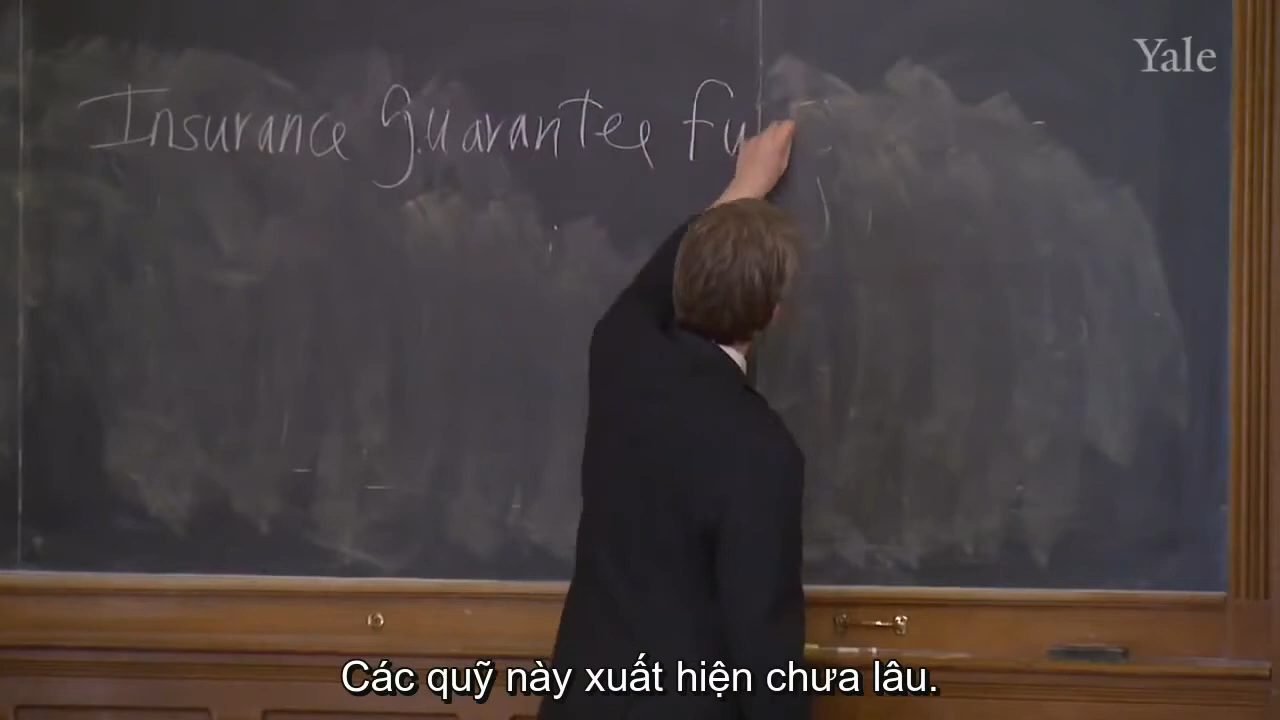 Yale
Insurance Guarantee Fu
Các quỹ này xuất hiện chưa lâu.